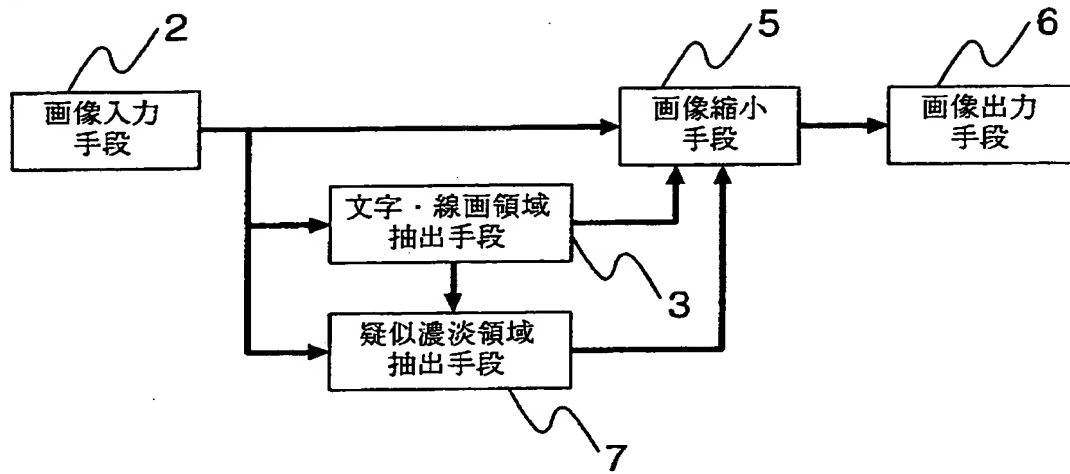 2
5
6
画像入力
手段
画像縮小
手段
画像出力
手段
文字・線画領域
抽出手段
3
疑似濃淡領域
抽出手段
7